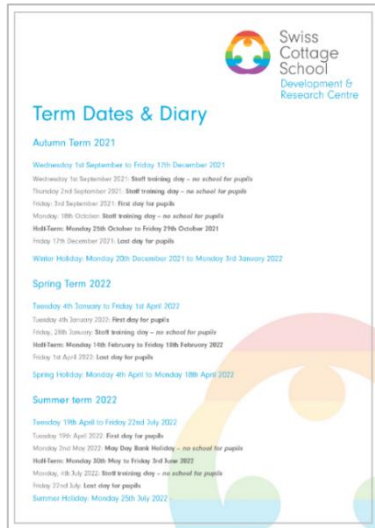 Swiss
Cottage
School
Development &
Research Centre
Term Dates & Diary
Autumn Term 2021
Wednesday 1st September to Friday 17th December 2021
Wednesday 1st September 2021: Staff training day – no school for pupils
Thursday 2nd September 2021: Staff training day – no school for pupils
Friday: 3rd September 2021: First day for pupils
Monday: 18th October: Staff training day – no school for pupils
Half-Term: Monday 25th October to Friday 29th October 2021
Friday 17th December 2021: Last day for pupils
Winter Holiday: Monday 20th December 2021 to Monday 3rd January 2022
Spring Term 2022
Tuesday 4th January to Friday 1st April 2022
Tuesday 4th January 2022: First day for pupils
Friday, 28th January: Staff training day – no school for pupils
Half-Term: Monday 14th February to Friday 18th February 2022
Friday 1st April 2022: Last day for pupils
Spring Holiday: Monday 4th April to Monday 18th April 2022
Summer term 2022
Tuesday 19th April to Friday 22nd July 2022
Tuesday 19th April 2022: First day for pupils
Monday 2nd May 2022: May Day Bank Holiday – no school for pupils
Half-Term: Monday 30th May to Friday 3rd June 2022
Monday, 4th July 2022: Staff training day – no school for pupils
Friday 22nd July: Last day for pupils
Summer Holiday: Monday 25th July 2022